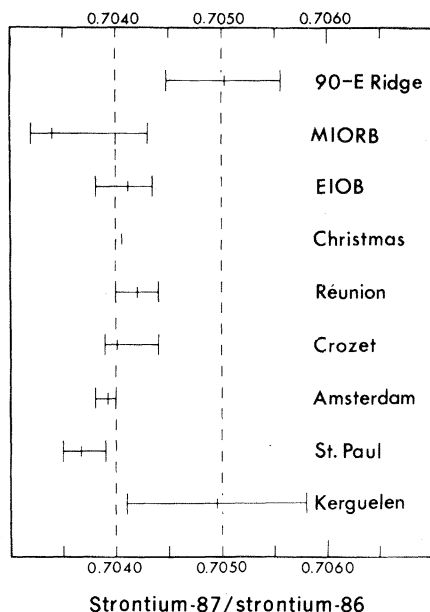 0.7040 0.7050 0.7060
90-E Ridge
MIORB
EIOB
Christmas
Réunion
Crozet
Amsterdam
St. Paul
Kerguelen
0.7040 0.7050 0.7060
Strontium-87/strontium-86